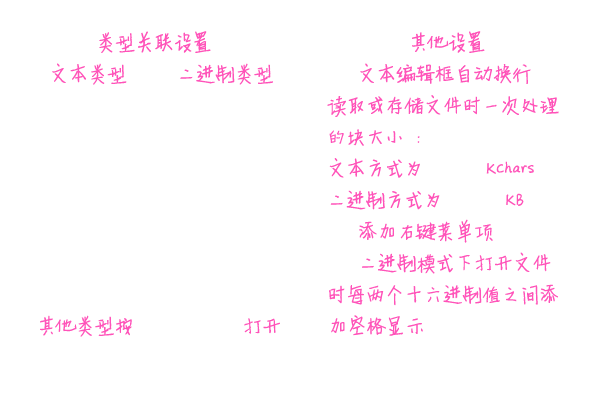 类型关联设置
文本类型 二进制类型
其他类型按 打开
其他设置
文本编辑框自动换行
读取或存储文件时一次处理
的块大小：
文本方式为 KChars
二进制方式为 KB
添加右键菜单项
二进制模式下打开文件
时每两个十六进制值之间添
加空格显示